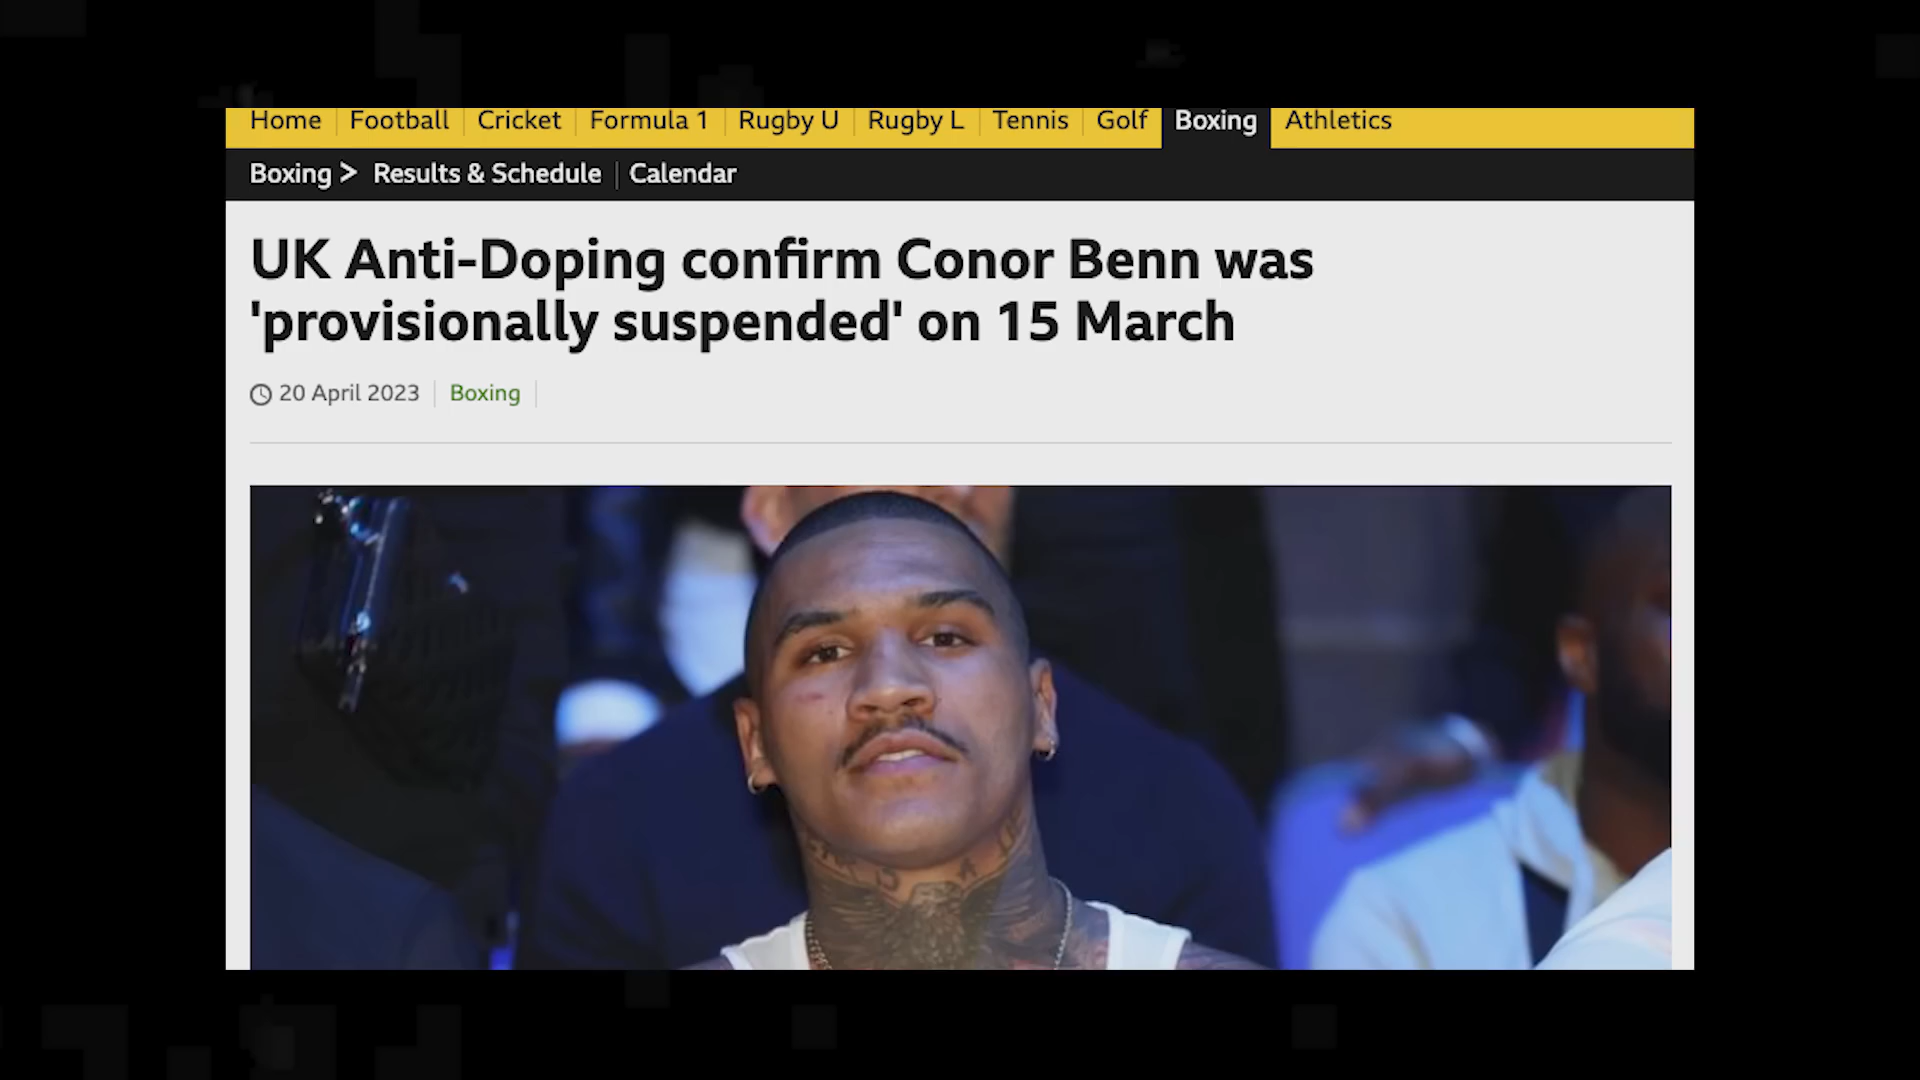 Home Football Cricket Formula 1 Rugby U Rugby L Tennis Golf Boxing Athletics
Boxing > Results & Schedule Calendar
UK Anti-Doping confirm Conor Benn was
'provisionally suspended' on 15 March
20 April 2023 Boxing